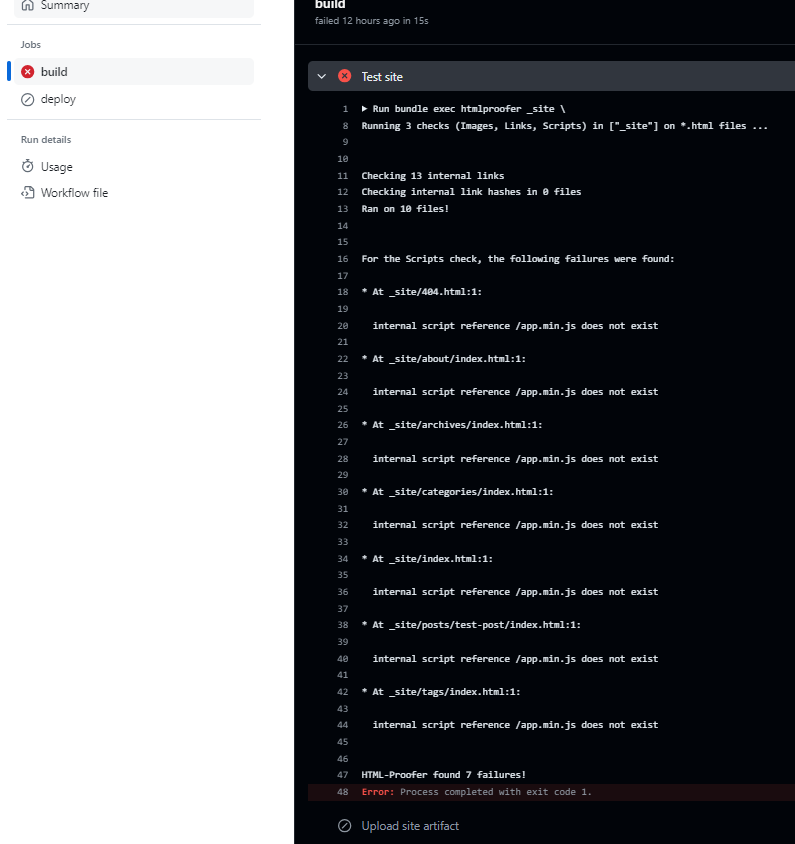 Summary
Jobs
build
deploy
Run details
Usage
Workflow file
build
failed 12 hours ago in 15s
Test site
1 Run bundle exec htmlproofer _site \
8 Running 3 checks (Images, Links, Scripts) in ["_site"] on *.html files ...
9
10
11 Checking 13 internal links
12 Checking internal link hashes in 0 files
13 Ran on 10 files!
14
15
16 For the Scripts check, the following failures were found:
17
18 * At _site/404.html:1:
19
20 internal script reference /app.min.js does not exist
21
22 * At _site/about/index.html:1:
23
24 internal script reference /app.min.js does not exist
25
26 * At _site/archives/index.html:1:
27
28 internal script reference /app.min.js does not exist
29
30 * At _site/categories/index.html:1:
31
32 internal script reference /app.min.js does not exist
33
34 * At _site/index.html:1:
35
36 internal script reference /app.min.js does not exist
37
38 * At _site/posts/test-post/index.html:1:
39
40 internal script reference /app.min.js does not exist
41
42 * At _site/tags/index.html:1:
43
44 internal script reference /app.min.js does not exist
45
46
47 HTML-Proofer found 7 failures!
48 Error: Process completed with exit code 1.
Upload site artifact